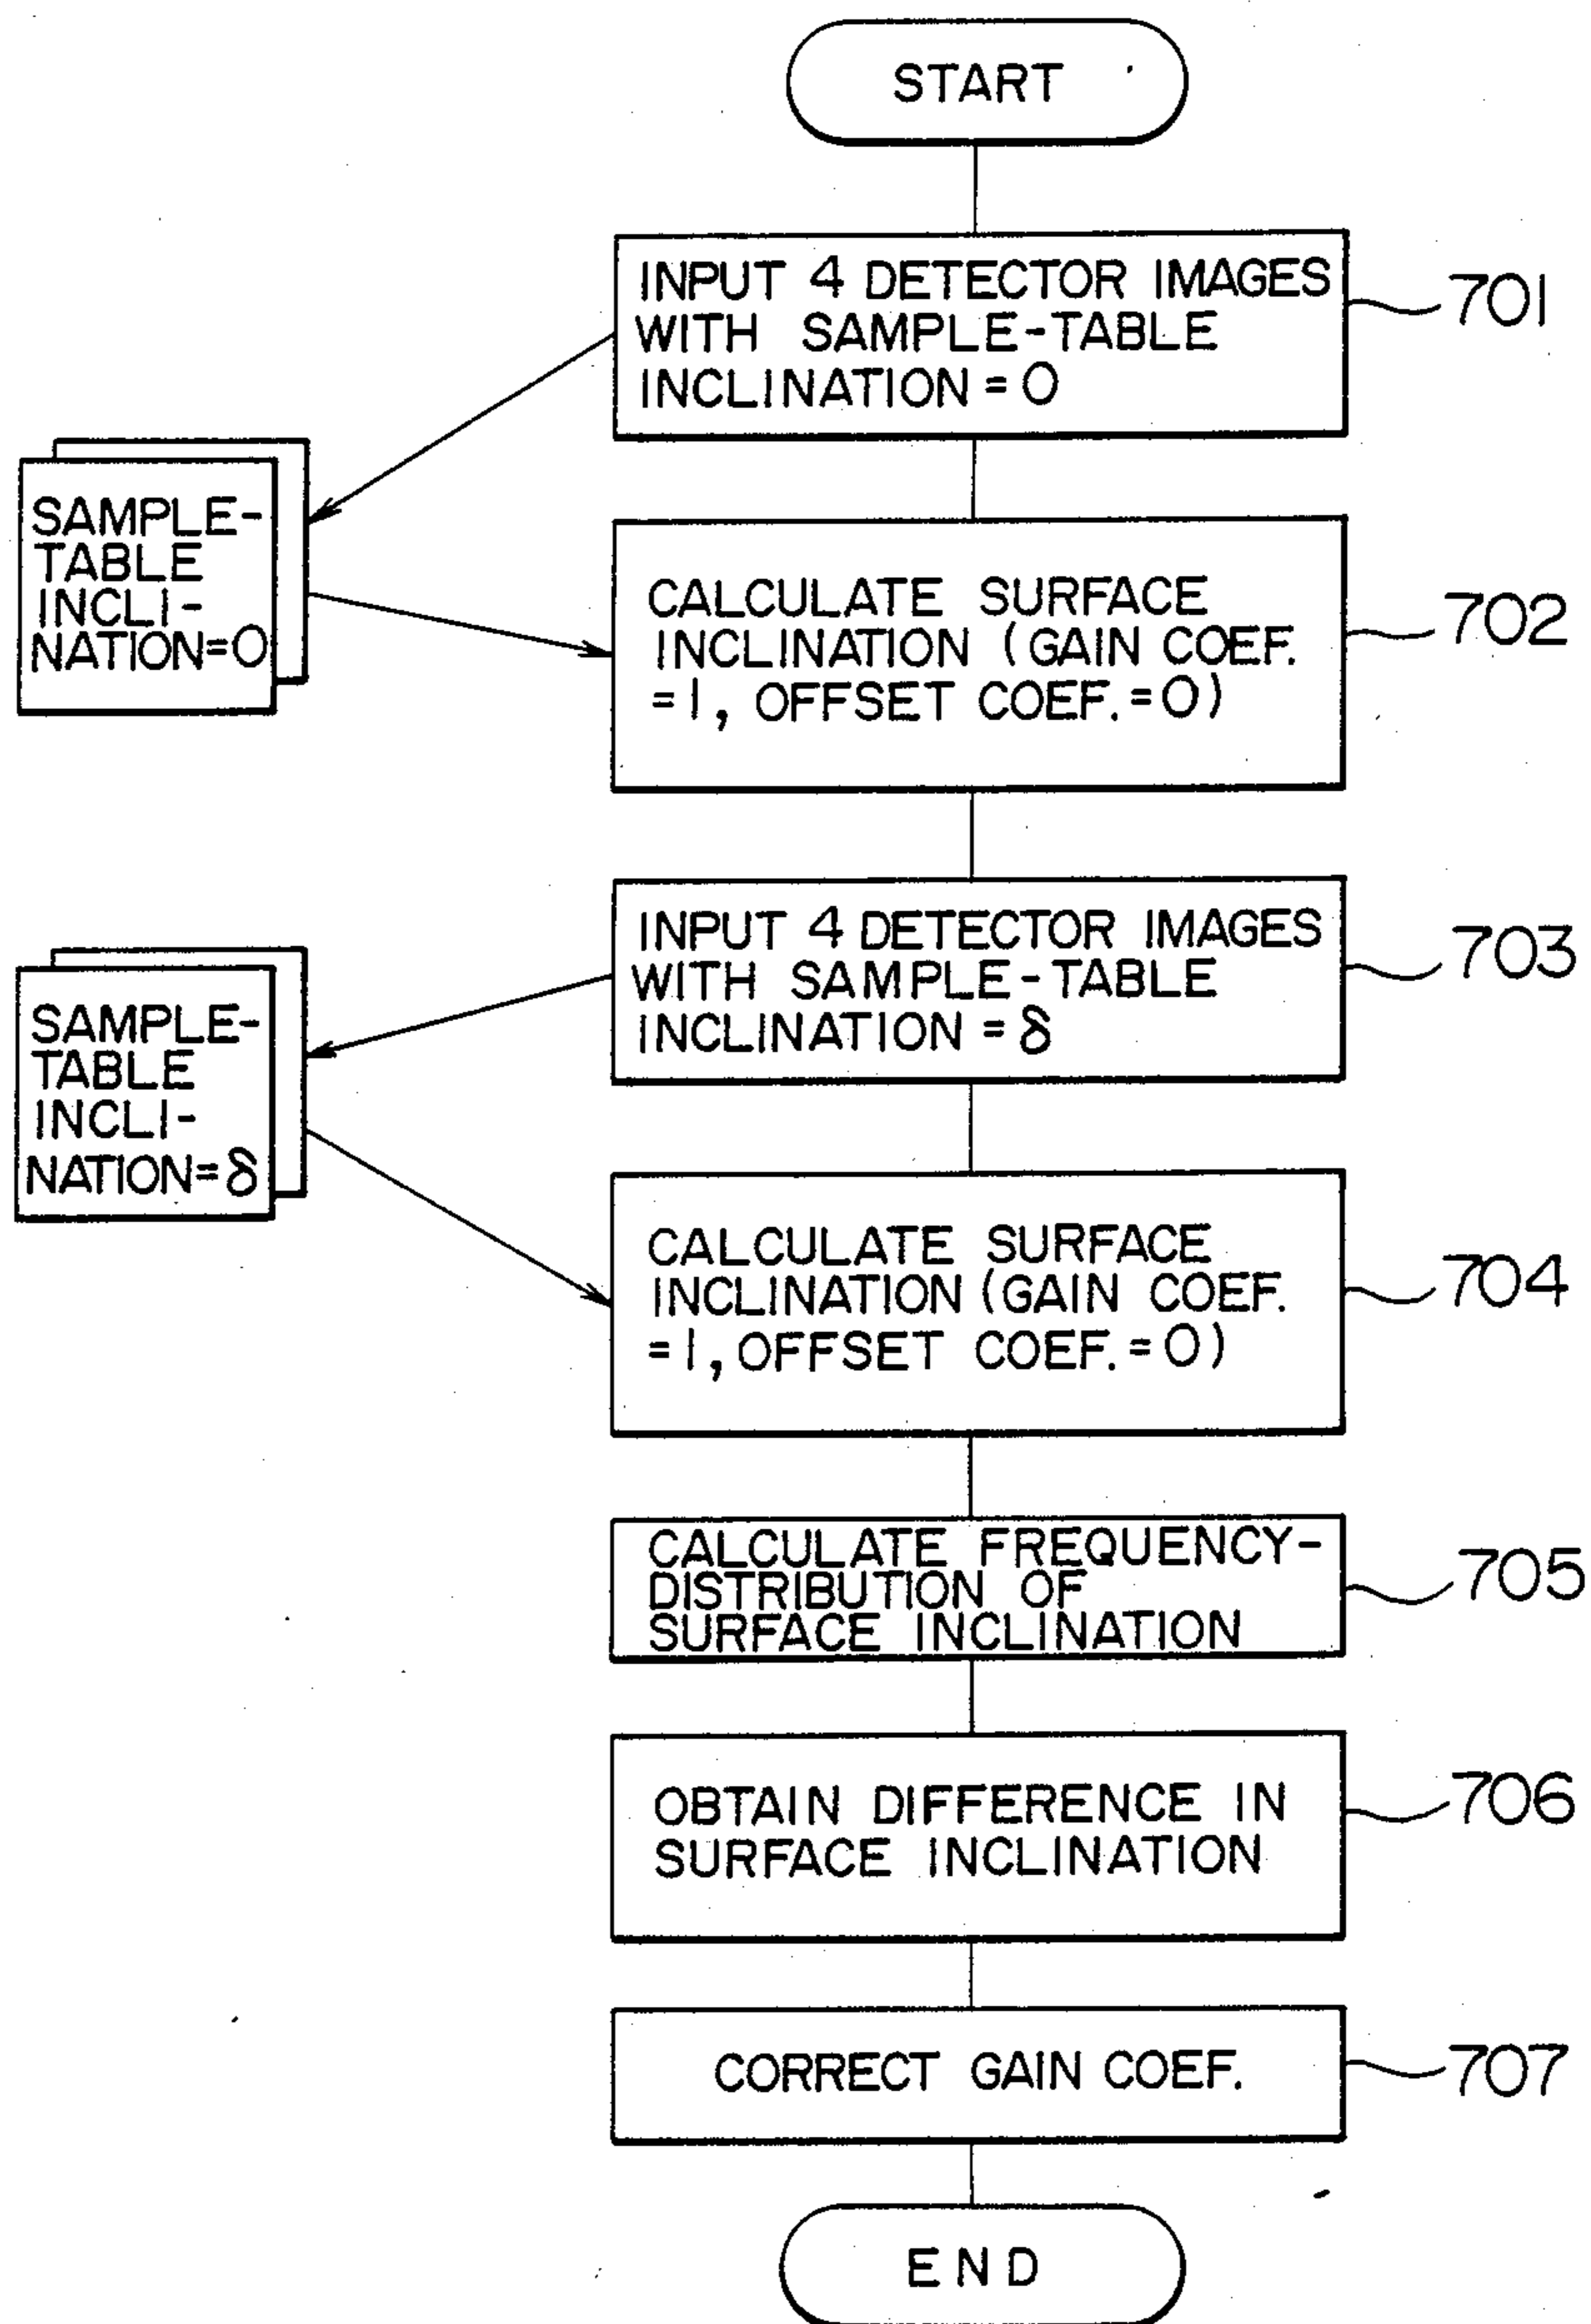 START
INPUT 4 DETECTOR IMAGES
WITH SAMPLE-TABLE
INCLINATION = 0
701
SAMPLE-
TABLE
INCLI-
NATION=0
CALCULATE SURFACE
INCLINATION (GAIN COEF.
=1, OFFSET COEF. = 0)
702
INPUT 4 DETECTOR IMAGES
WITH SAMPLE-TABLE
INCLINATION = δ
703
SAMPLE-
TABLE
INCLI-
NATION=δ
CALCULATE SURFACE
INCLINATION (GAIN COEF.
=1, OFFSET COEF. = 0)
704
CALCULATE FREQUENCY-
DISTRIBUTION OF
SURFACE INCLINATION
705
OBTAIN DIFFERENCE IN
SURFACE INCLINATION
706
CORRECT GAIN COEF.
707
END